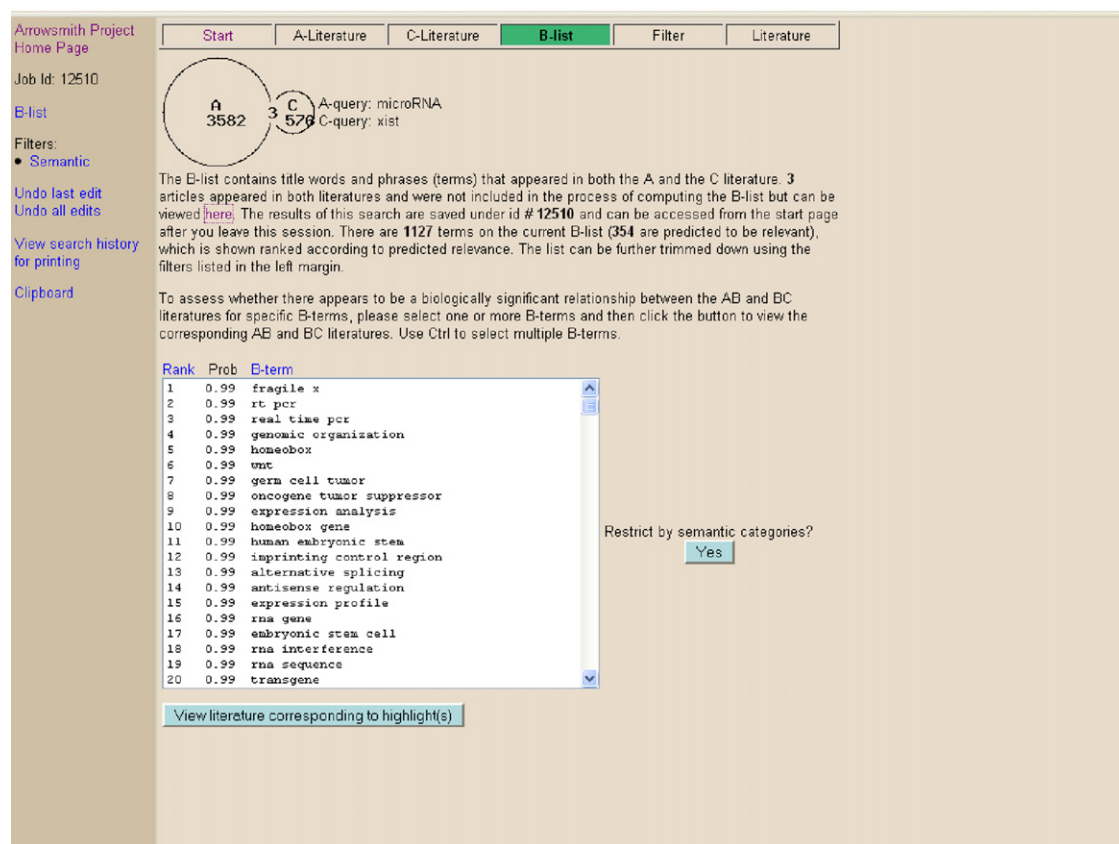 Arrowsmith Project
Home Page
Job Id: 12510
B-list
Filters:
• Semantic
Undo last edit
Undo all edits
View search history
for printing
Clipboard
Start A-Literature C-Literature B-list Filter Literature
A
3582
3
C
576
A-query: microRNA
C-query: xist
The B-list contains title words and phrases (terms) that appeared in both the A and the C literature. 3
articles appeared in both literatures and were not included in the process of computing the B-list but can be
viewed here. The results of this search are saved under id # 12510 and can be accessed from the start page
after you leave this session. There are 1127 terms on the current B-list (354 are predicted to be relevant),
which is shown ranked according to predicted relevance. The list can be further trimmed down using the
filters listed in the left margin.
To assess whether there appears to be a biologically significant relationship between the AB and BC
literatures for specific B-terms, please select one or more B-terms and then click the button to view the
corresponding AB and BC literatures. Use Ctrl to select multiple B-terms.
Rank Prob B-term
1 0.99 fragile x
2 0.99 rt pcr
3 0.99 real time pcr
4 0.99 genomic organization
5 0.99 homeobox
6 0.99 wnt
7 0.99 germ cell tumor
8 0.99 oncogene tumor suppressor
9 0.99 expression analysis
10 0.99 homeobox gene
11 0.99 human embryonic stem
12 0.99 imprinting control region
13 0.99 alternative splicing
14 0.99 antisense regulation
15 0.99 expression profile
16 0.99 rna gene
17 0.99 embryonic stem cell
18 0.99 rna interference
19 0.99 rna sequence
20 0.99 transgene
Restrict by semantic categories?
Yes
View literature corresponding to highlight(s)